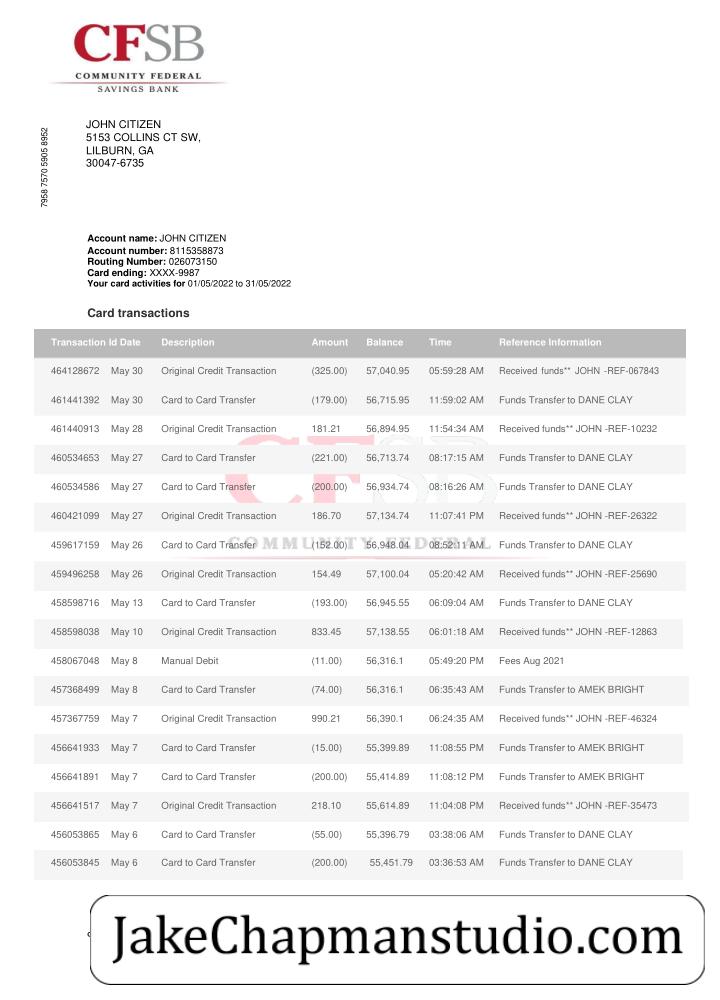 CFSB
COMMUNITY FEDERAL
SAVINGS BANK
7958 7570 5905 8952
JOHN CITIZEN
5153 COLLINS CT SW,
LILBURN, GA
30047-6735
Account name: JOHN CITIZEN
Account number: 8115358873
Routing Number: 026073150
Card ending: XXXX-9987
Your card activities for 01/05/2022 to 31/05/2022
Card transactions
Transaction Id Date Description Amount Balance Time Reference Information
464128672 May 30 Original Credit Transaction (325.00) 57,040.95 05:59:28 AM Received funds** JOHN -REF-067843
461441392 May 30 Card to Card Transfer (179.00) 56,715.95 11:59:02 AM Funds Transfer to DANE CLAY
461440913 May 28 Original Credit Transaction 181.21 56,894.95 11:54:34 AM Received funds** JOHN -REF-10232
460534653 May 27 Card to Card Transfer (221.00) 56,713.74 08:17:15 AM Funds Transfer to DANE CLAY
CFSB
460534586 May 27 Card to Card Transfer (200.00) 56,934.74 08:16:26 AM Funds Transfer to DANE CLAY
460421099 May 27 Original Credit Transaction 186.70 57,134.74 11:07:41 PM Received funds** JOHN -REF-26322
459617159 May 26 Card to Card Transfer (152.00) 56,948.04 08:52:11 AM Funds Transfer to DANE CLAY
COMMUNITY FEDERAL
459496258 May 26 Original Credit Transaction 154.49 57,100.04 05:20:42 AM Received funds** JOHN -REF-25690
458598716 May 13 Card to Card Transfer (193.00) 56,945.55 06:09:04 AM Funds Transfer to DANE CLAY
458598038 May 10 Original Credit Transaction 833.45 57,138.55 06:01:18 AM Received funds** JOHN -REF-12863
458067048 May 8 Manual Debit (11.00) 56,316.1 05:49:20 PM Fees Aug 2021
457368499 May 8 Card to Card Transfer (74.00) 56,316.1 06:35:43 AM Funds Transfer to AMEK BRIGHT
457367759 May 7 Original Credit Transaction 990.21 56,390.1 06:24:35 AM Received funds** JOHN -REF-46324
456641933 May 7 Card to Card Transfer (15.00) 55,399.89 11:08:55 PM Funds Transfer to AMEK BRIGHT
456641891 May 7 Card to Card Transfer (200.00) 55,414.89 11:08:12 PM Funds Transfer to AMEK BRIGHT
456641517 May 7 Original Credit Transaction 218.10 55,614.89 11:04:08 PM Received funds** JOHN -REF-35473
456053865 May 6 Card to Card Transfer (55.00) 55,396.79 03:38:06 AM Funds Transfer to DANE CLAY
456053845 May 6 Card to Card Transfer (200.00) 55,451.79 03:36:53 AM Funds Transfer to DANE CLAY
JakeChapmanstudio.com